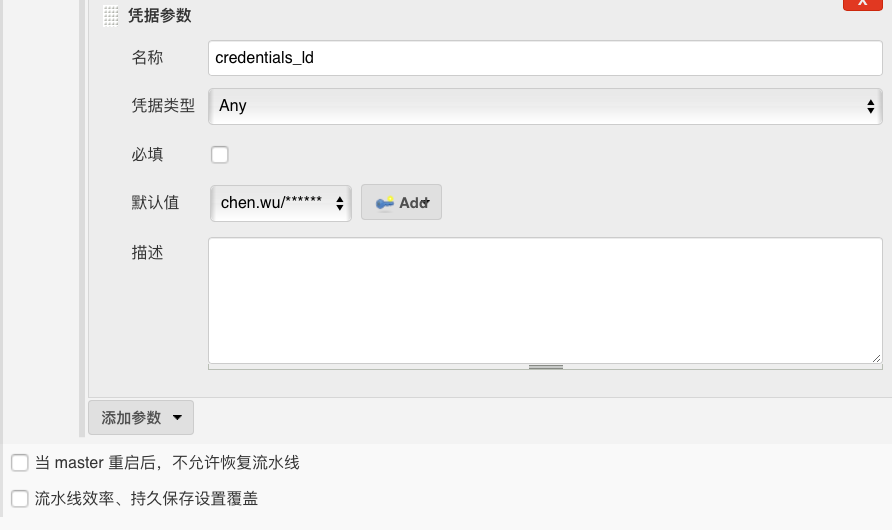 X
凭据参数
名称
credentials_Id
凭据类型
Any
必填
默认值
chen.wu/******
Add
描述
添加参数
当 master 重启后，不允许恢复流水线
流水线效率、持久保存设置覆盖